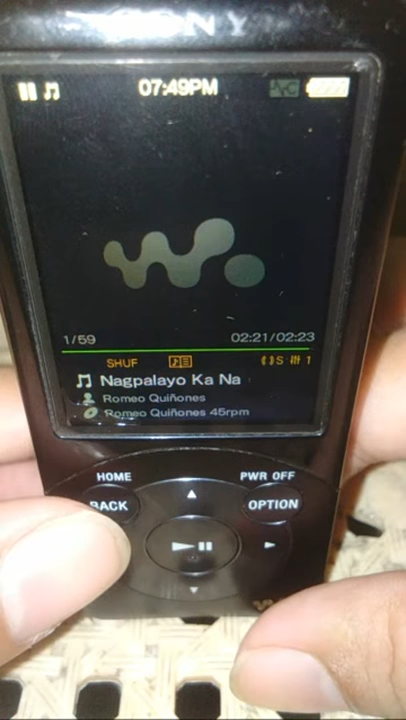 SONY
07:49PM
1/59 02:21/02:23
SHUF S 1
Nagpalayo Ka Na
Romeo Quiñones
Romeo Quiñones 45rpm
HOME PWR OFF
BACK OPTION